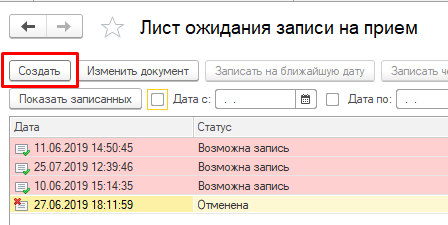 Лист ожидания записи на прием
Создать Изменить документ Записать на ближайшую дату Записать че
Показать записанных Дата с: . . Дата по: . .
Дата Статус
11.06.2019 14:50:45 Возможна запись
25.07.2019 12:39:46 Возможна запись
10.06.2019 15:14:35 Возможна запись
27.06.2019 18:11:59 Отменена